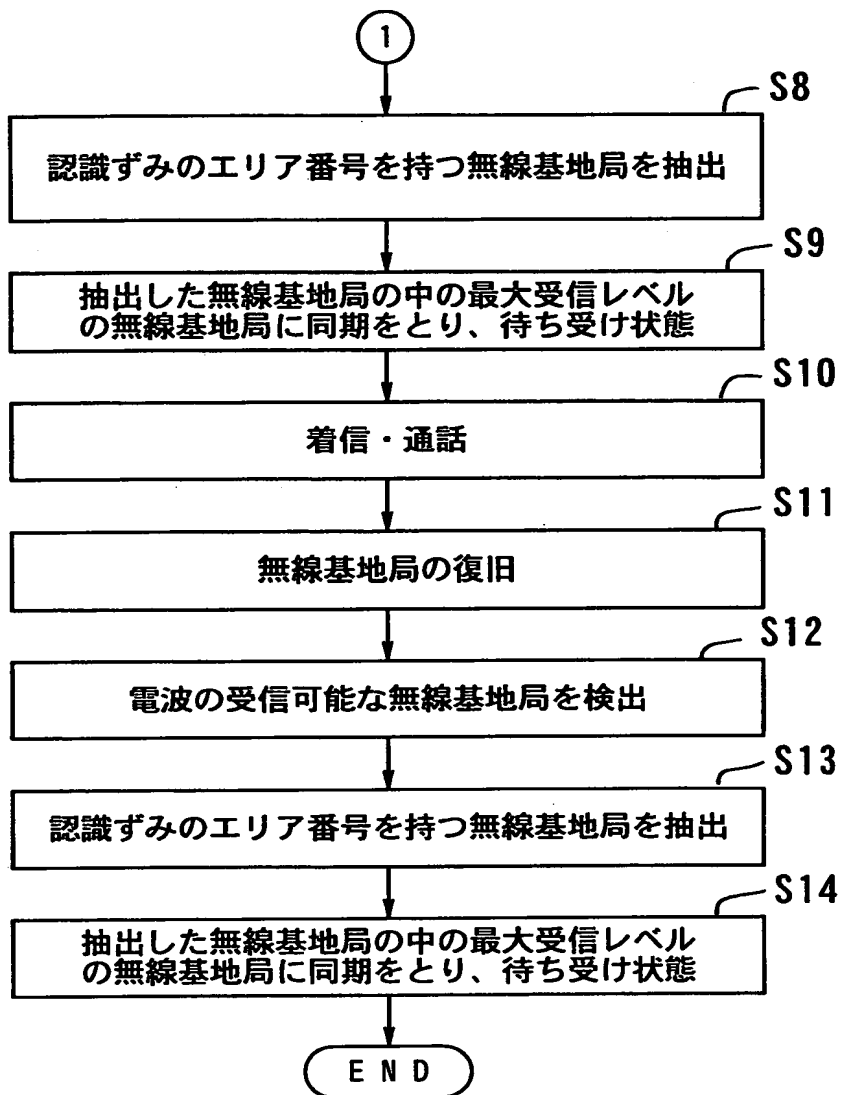 1
S8
認識ずみのエリア番号を持つ無線基地局を抽出
S9
抽出した無線基地局の中の最大受信レベル
の無線基地局に同期をとり、待ち受け状態
S10
着信・通話
S11
無線基地局の復旧
S12
電波の受信可能な無線基地局を検出
S13
認識ずみのエリア番号を持つ無線基地局を抽出
S14
抽出した無線基地局の中の最大受信レベル
の無線基地局に同期をとり、待ち受け状態
END